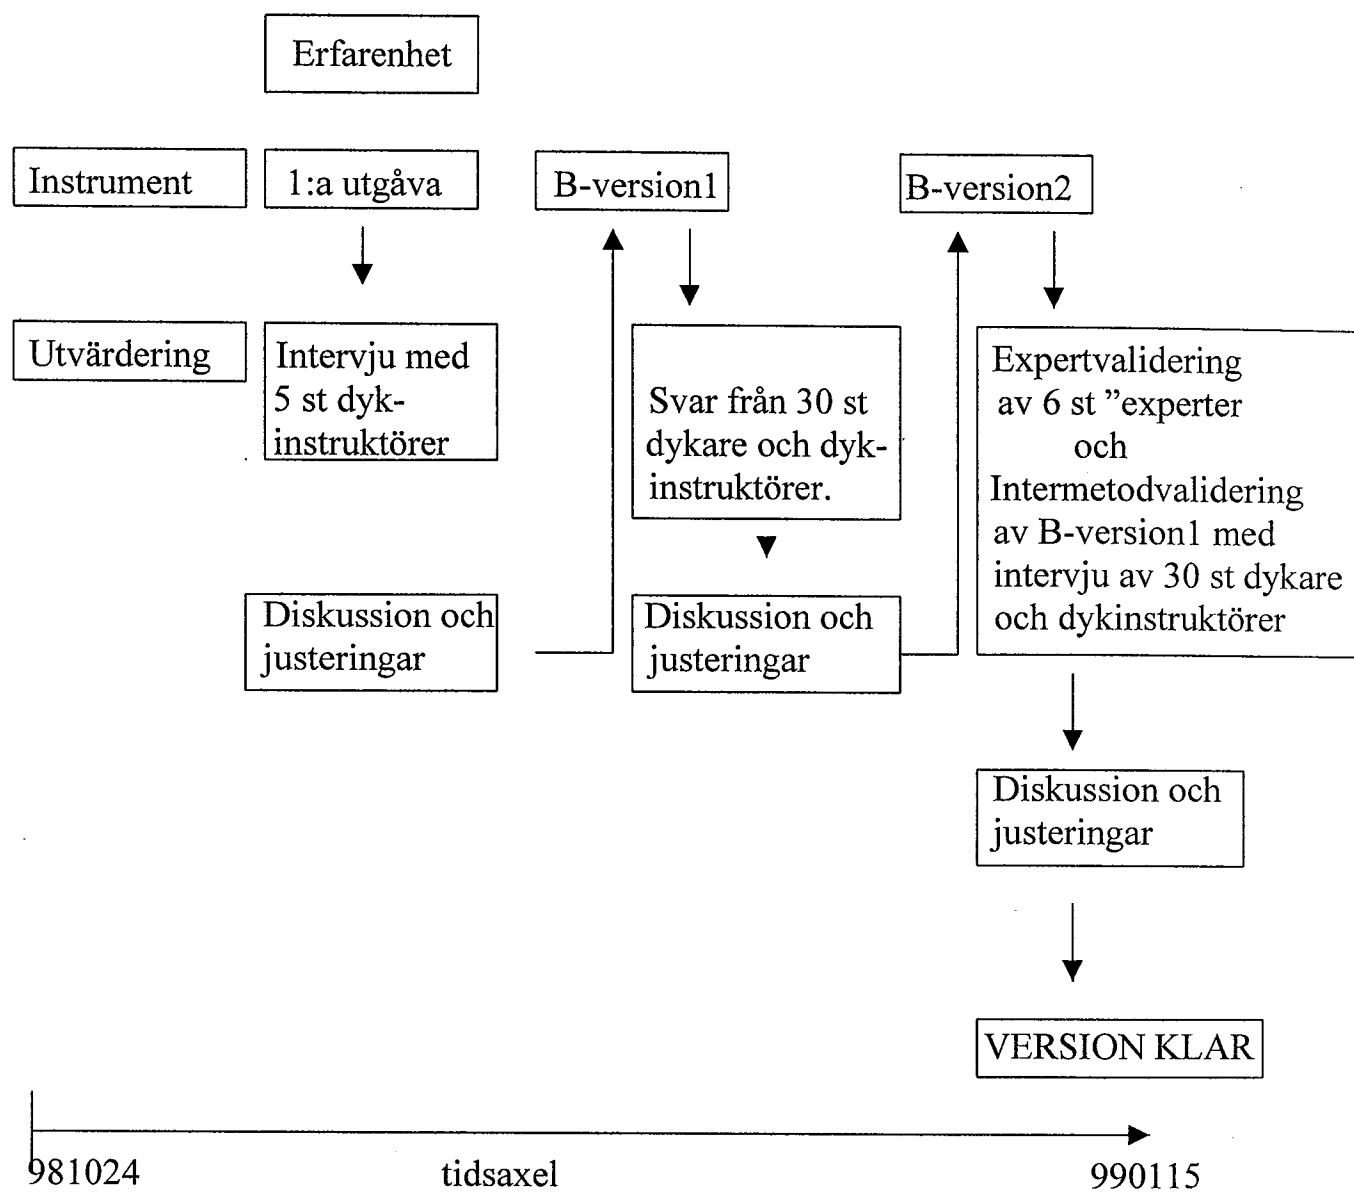 Erfarenhet
Instrument
1:a utgåva
B-version1
B-version2
Utvärdering
Intervju med
5 st dyk-
instruktörer
Svar från 30 st
dykare och dyk-
instruktörer.
Expertvalidering
av 6 st ”experter
och
Intermetodvalidering
av B-version1 med
intervju av 30 st dykare
och dykinstruktörer
Diskussion och
justeringar
Diskussion och
justeringar
Diskussion och
justeringar
VERSION KLAR
981024
tidsaxel
990115